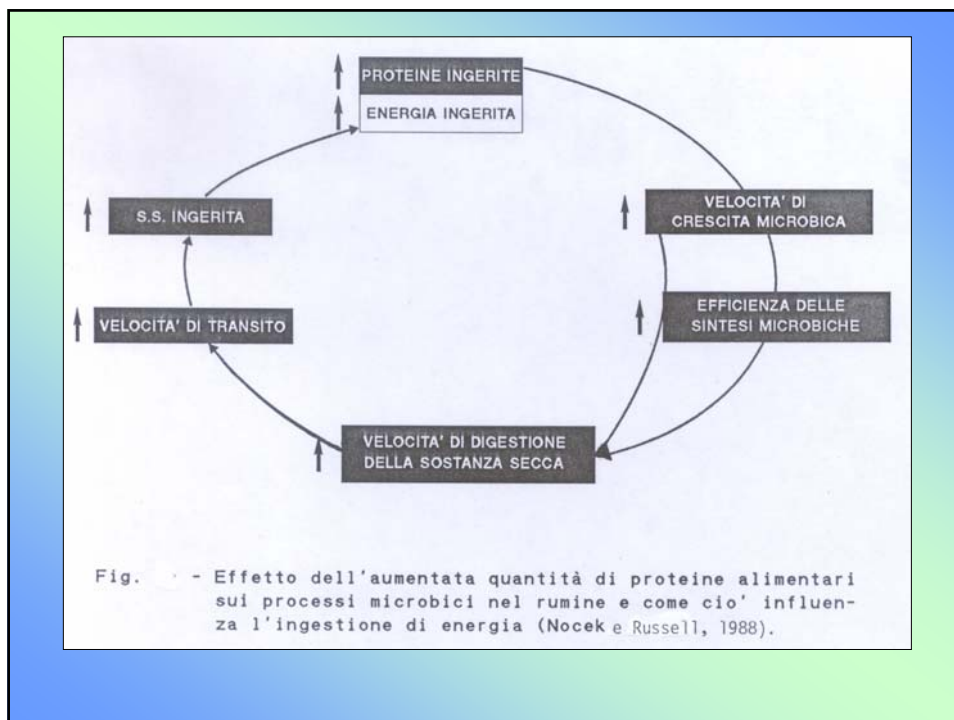 PROTEINE INGERITE
ENERGIA INGERITA
VELOCITA' DI
CRESCITA MICROBICA
EFFICIENZA DELLE
SINTESI MICROBICHE
VELOCITA' DI DIGESTIONE
DELLA SOSTANZA SECCA
VELOCITA' DI TRANSITO
S.S. INGERITA
Fig. - Effetto dell'aumentata quantità di proteine alimentari
sui processi microbici nel rumine e come cio' influen-
za l'ingestione di energia (Nocek e Russell, 1988).